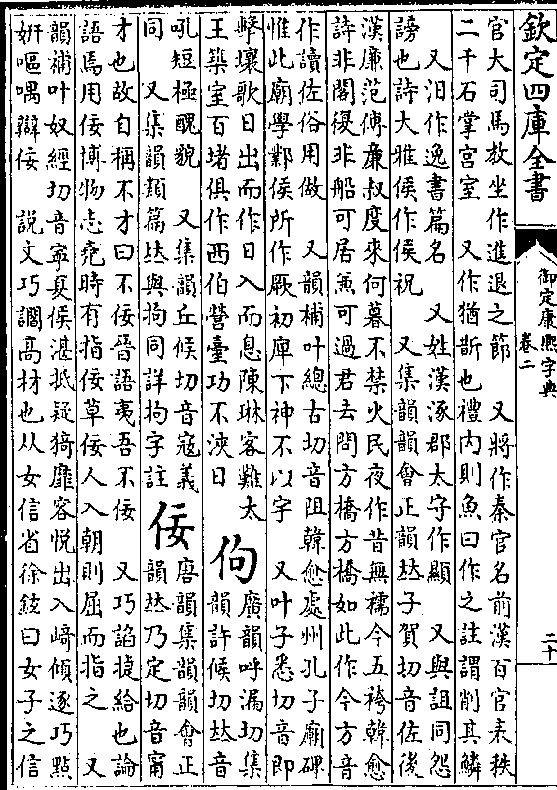 欽定四庫全書
御定康熙字典
卷二
二十
官大司馬教坐作進退之節　又將作秦官名前漢百官表秩
二千石掌宫室　又作猶斮也禮内則魚曰作之註謂削其鱗
又汨作逸書篇名　又姓漢涿郡太守作顯　又與詛同怨
謗也詩大雅侯作侯祝　又集韻韻會正韻𠀤子賀切音佐後
漢廉范傳廉叔度來何暮不禁火民夜作昔無襦今五袴韓愈
詩非閣復非船可居兼可過君去問方橋方橋如此作今方音
作讀佐俗用做　又韻補叶總古切音阻韓愈處州孔子廟碑
惟此廟學鄴侯所作厥初庳下神不以字　又叶子悉切音即
擊壤歌日出而作日入而息陳琳客難太
王築室百堵俱作西伯營臺功不浹日
佝
廣韻呼漏切集
韻許候切𠀤音
吼短極醜貌　又集韻丘候切音寇義
同　又集韻類篇𠀤與拘同詳拘字註
佞
唐韻集韻韻會正
韻𠀤乃定切音甯
才也故自稱不才曰不佞晉語夷吾不佞　又巧諂捷給也論
語焉用佞博物志堯時有指佞草佞人入朝則屈而指之　又
韻補叶奴經切音寧夏侯湛抵疑猗靡容悦出入崎傾逐巧點
妍嘔喁辯佞　說文巧讇高材也从女信省徐鉉曰女子之信